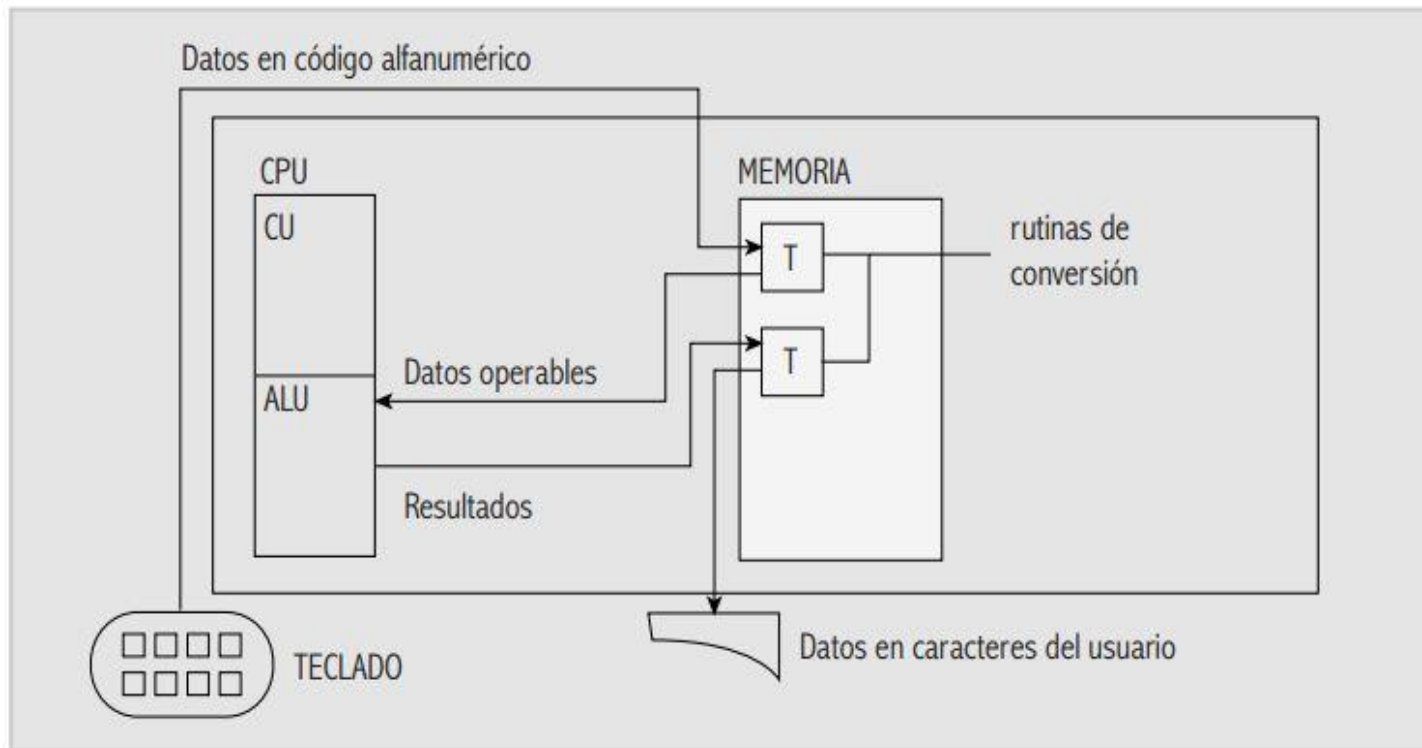 Datos en código alfanumérico
CPU
MEMORIA
CU
T
rutinas de
conversión
T
Datos operables
ALU
Resultados
TECLADO
Datos en caracteres del usuario